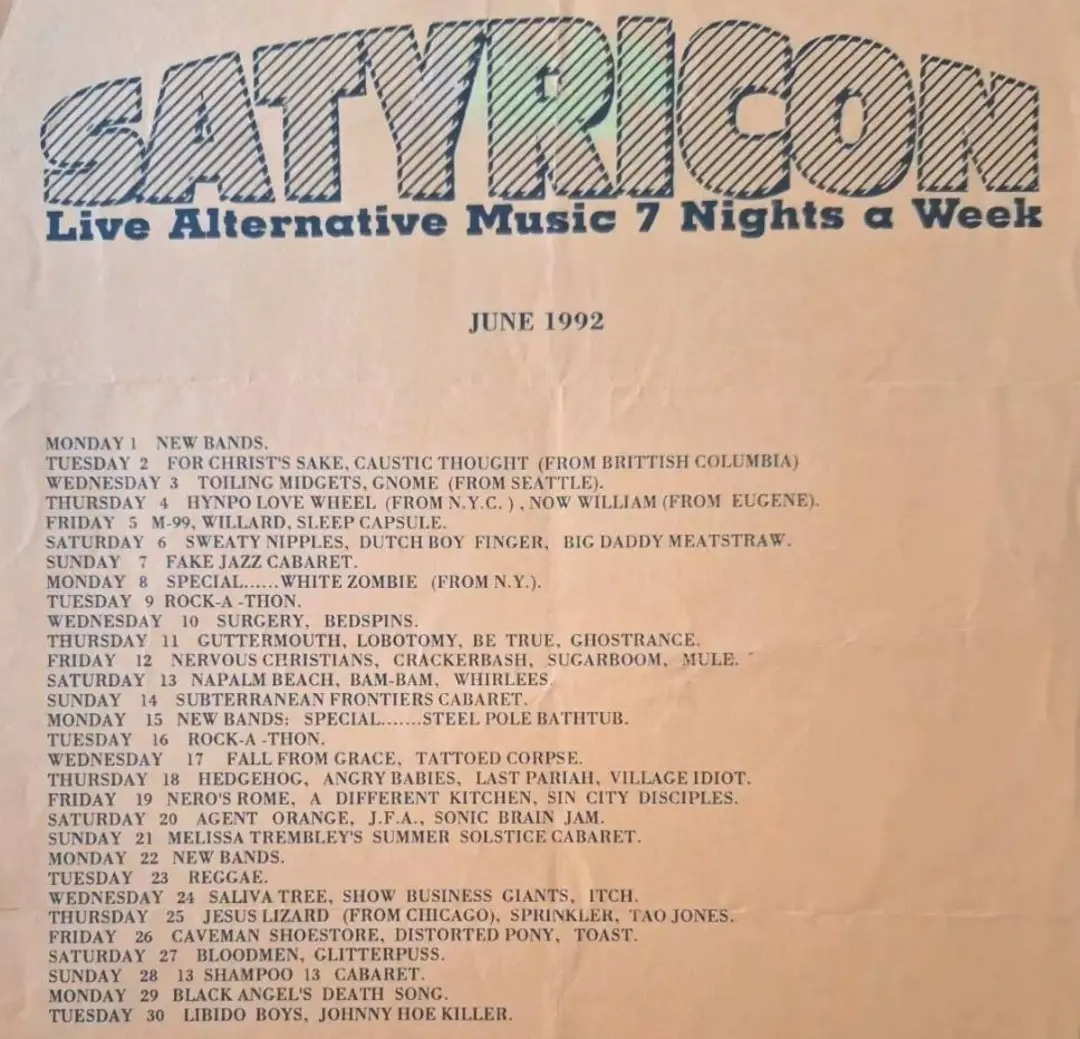 SATYRICON
Live Alternative Music 7 Nights a Week
JUNE 1992
MONDAY 1 NEW BANDS.
TUESDAY 2 FOR CHRIST'S SAKE, CAUSTIC THOUGHT (FROM BRITTISH COLUMBIA)
WEDNESDAY 3 TOILING MIDGETS, GNOME (FROM SEATTLE).
THURSDAY 4 HYNPO LOVE WHEEL (FROM N.Y.C. ) , NOW WILLIAM (FROM EUGENE).
FRIDAY 5 M-99, WILLARD, SLEEP CAPSULE.
SATURDAY 6 SWEATY NIPPLES, DUTCH BOY FINGER, BIG DADDY MEATSTRAW.
SUNDAY 7 FAKE JAZZ CABARET.
MONDAY 8 SPECIAL......WHITE ZOMBIE (FROM N.Y.).
TUESDAY 9 ROCK-A -THON.
WEDNESDAY 10 SURGERY, BEDSPINS.
THURSDAY 11 GUTTERMOUTH, LOBOTOMY, BE TRUE, GHOSTRANCE.
FRIDAY 12 NERVOUS CHRISTIANS, CRACKERBASH, SUGARBOOM, MULE.
SATURDAY 13 NAPALM BEACH, BAM-BAM, WHIRLEES.
SUNDAY 14 SUBTERRANEAN FRONTIERS CABARET.
MONDAY 15 NEW BANDS: SPECIAL.......STEEL POLE BATHTUB.
TUESDAY 16 ROCK-A -THON.
WEDNESDAY 17 FALL FROM GRACE, TATTOED CORPSE.
THURSDAY 18 HEDGEHOG, ANGRY BABIES, LAST PARIAH, VILLAGE IDIOT.
FRIDAY 19 NERO'S ROME, A DIFFERENT KITCHEN, SIN CITY DISCIPLES.
SATURDAY 20 AGENT ORANGE, J.F.A., SONIC BRAIN JAM.
SUNDAY 21 MELISSA TREMBLEY'S SUMMER SOLSTICE CABARET.
MONDAY 22 NEW BANDS.
TUESDAY 23 REGGAE.
WEDNESDAY 24 SALIVA TREE, SHOW BUSINESS GIANTS, ITCH.
THURSDAY 25 JESUS LIZARD (FROM CHICAGO), SPRINKLER, TAO JONES.
FRIDAY 26 CAVEMAN SHOESTORE, DISTORTED PONY, TOAST.
SATURDAY 27 BLOODMEN, GLITTERPUSS.
SUNDAY 28 13 SHAMPOO 13 CABARET.
MONDAY 29 BLACK ANGEL'S DEATH SONG.
TUESDAY 30 LIBIDO BOYS, JOHNNY HOE KILLER.